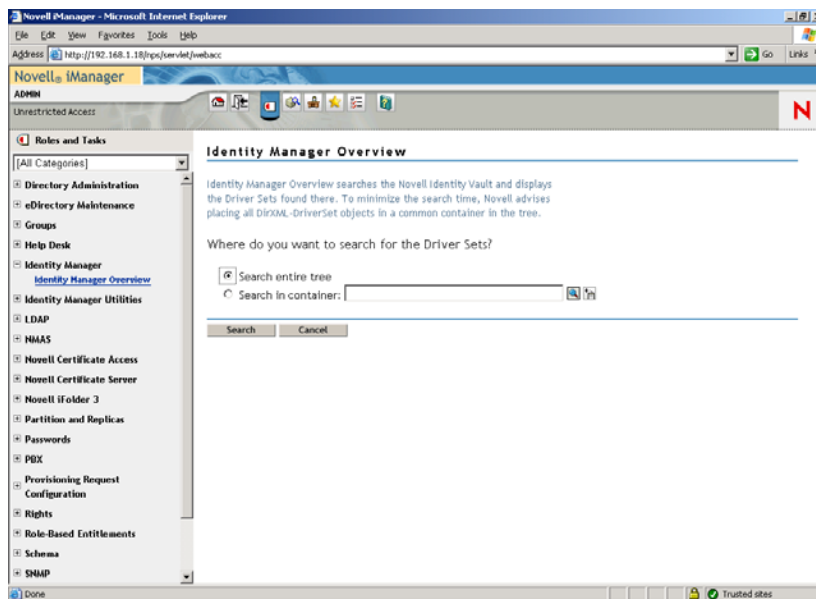 Novell iManager - Microsoft Internet Explorer
File Edit View Favorites Tools Help
Address http://192.168.1.18/nps/servlet/webacc Go Links
Novell® iManager
ADMIN
Unrestricted Access
N
Roles and Tasks
[All Categories]
Directory Administration
eDirectory Maintenance
Groups
Help Desk
Identity Manager
Identity Manager Overview
Identity Manager Utilities
LDAP
NMAS
Novell Certificate Access
Novell Certificate Server
Novell iFolder 3
Partition and Replicas
Passwords
PBX
Provisioning Request
Configuration
Rights
Role-Based Entitlements
Schema
SNMP
Identity Manager Overview
Identity Manager Overview searches the Novell Identity Vault and displays
the Driver Sets found there. To minimize the search time, Novell advises
placing all DirXML-DriverSet objects in a common container in the tree.
Where do you want to search for the Driver Sets?
Search entire tree
Search in container:
Search Cancel
Done Trusted sites